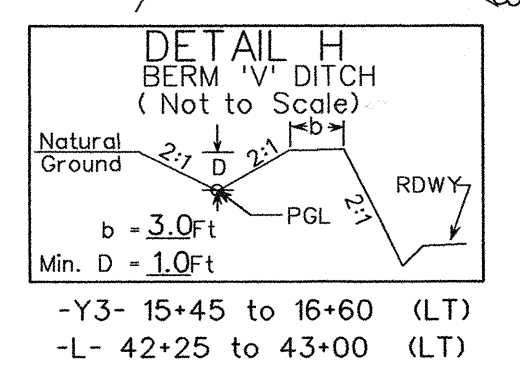 DETAIL H
BERM 'V' DITCH
( Not to Scale)
b
Natural
Ground
2:1
D
2:1
2:1
RDWY
PGL
b = 3.0Ft
Min. D = 1.0Ft
-Y3- 15+45 to 16+60 (LT)
-L- 42+25 to 43+00 (LT)